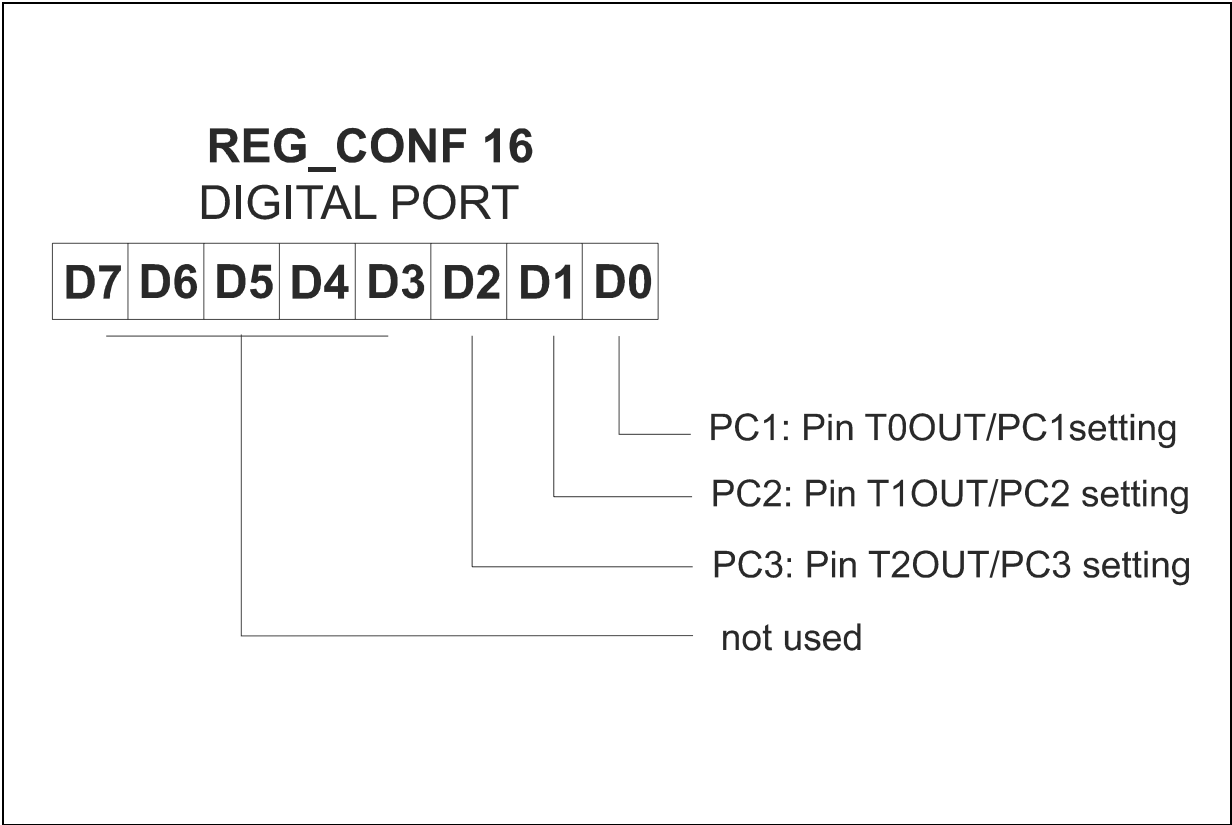 REG_CONF 16
DIGITAL PORT
D7 D6 D5 D4 D3 D2 D1 D0
PC1: Pin T0OUT/PC1setting
PC2: Pin T1OUT/PC2 setting
PC3: Pin T2OUT/PC3 setting
not used